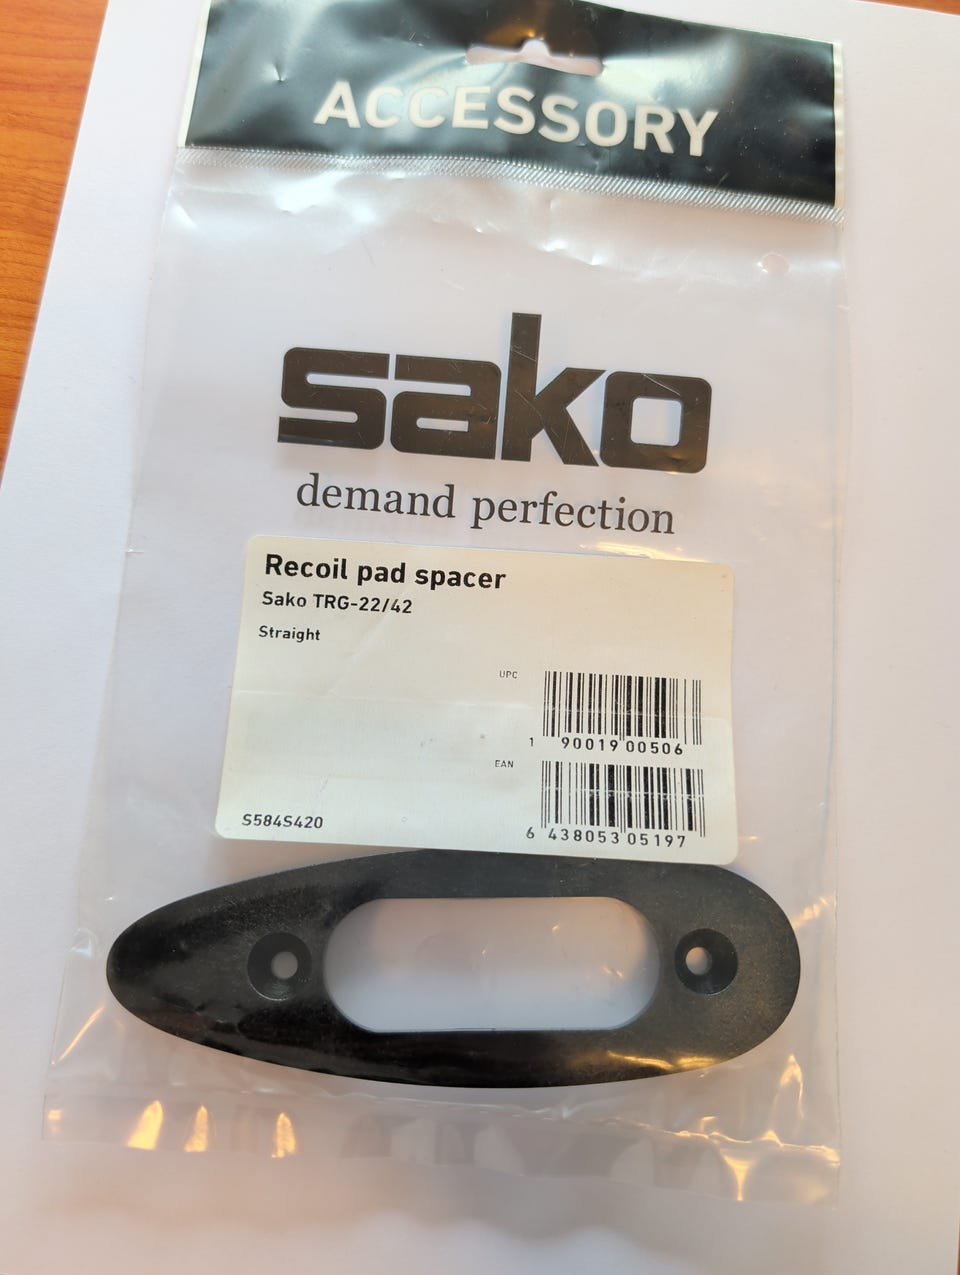 ACCESSORY
sako
demand perfection
Recoil pad spacer
Sako TRG-22/42
Straight
UPC
1 90019 00506
EAN
6 438053 05197
S584S420